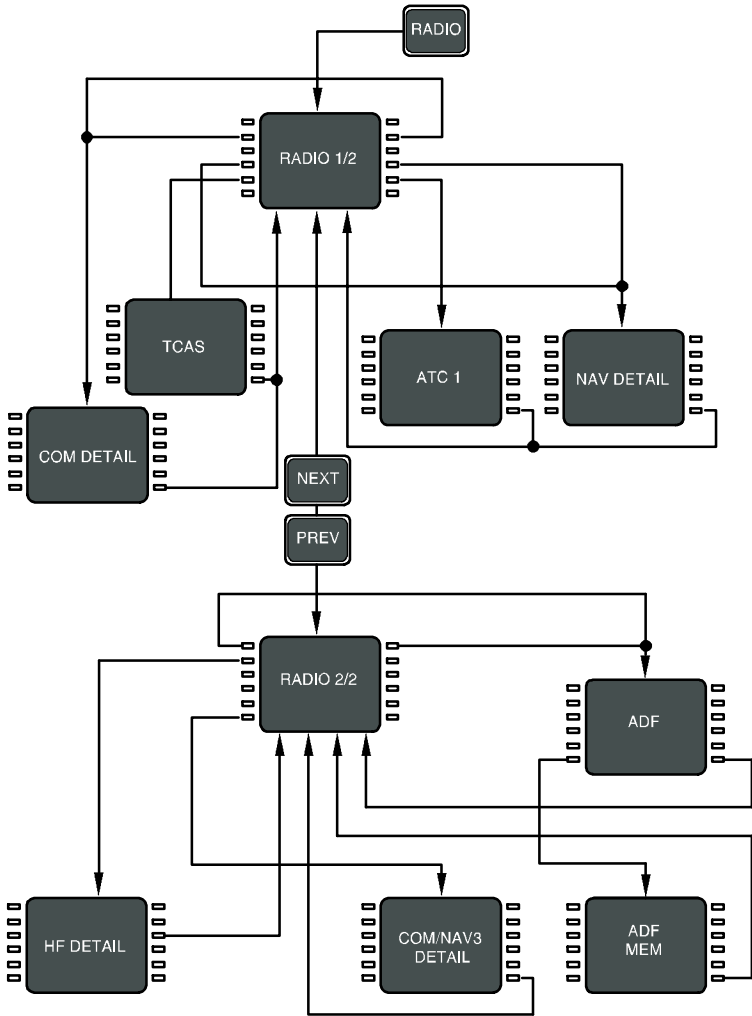 RADIO
RADIO 1/2
TCAS
ATC 1
NAV DETAIL
COM DETAIL
NEXT
PREV
RADIO 2/2
ADF
HF DETAIL
COM/NAV3
DETAIL
ADF
MEM